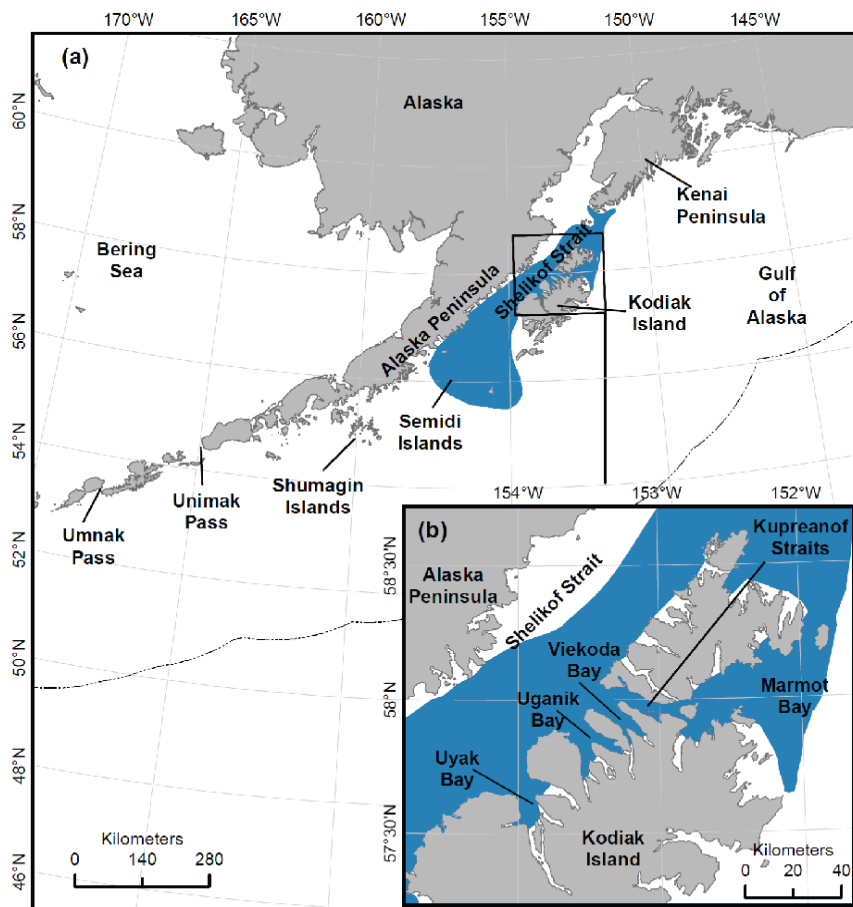 170°W
165°W
160°W
155°W
150°W
145°W
(a)
60°N
Alaska
Kenai
Peninsula
58°N
Bering
Sea
Shelikof Strait
Gulf
of
Alaska
Alaska Peninsula
Kodiak
Island
56°N
Semidi
Islands
54°N
Shumagin
Islands
Unimak
Pass
Umnak
Pass
52°N
50°N
48°N
46°N
Kilometers
0 140 280
154°W
153°W
152°W
(b)
Kupreanof
Straits
58°30'N
Alaska
Peninsula
Shelikof Strait
Viekoda
Bay
58°N
Marmot
Bay
Uganik
Bay
Uyak
Bay
57°30'N
Kodiak
Island
Kilometers
0 20 40